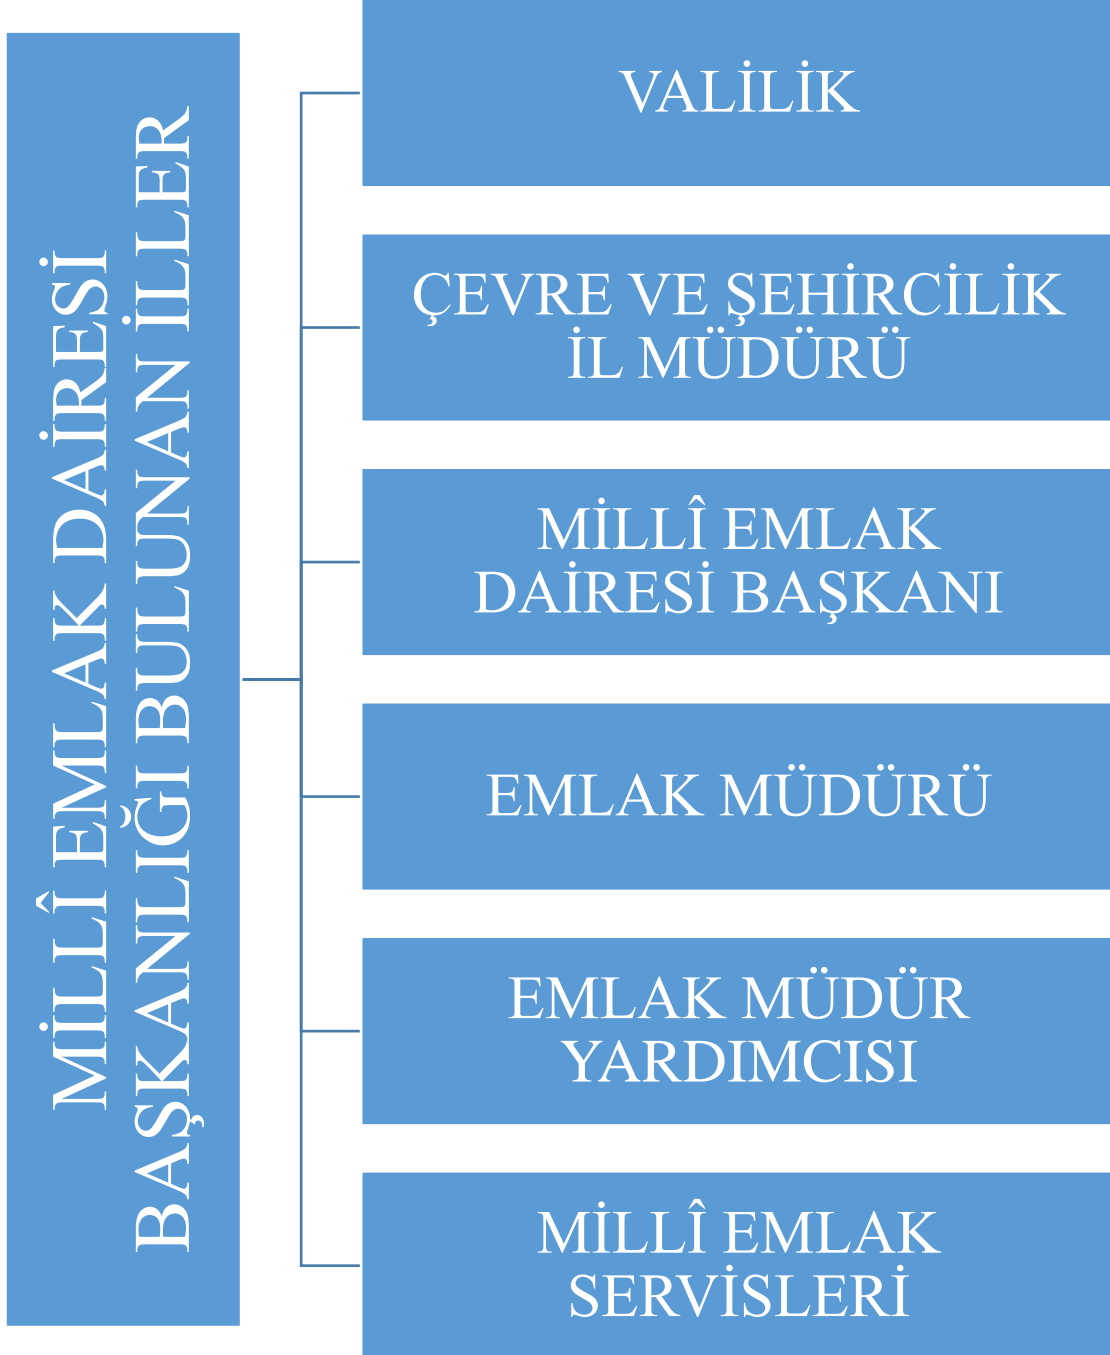 MİLLÎ EMLAK DAİRESİ
BAŞKANLIĞI BULUNAN İLLER
VALİLİK
ÇEVRE VE ŞEHİRCİLİK
İL MÜDÜRÜ
MİLLÎ EMLAK
DAİRESİ BAŞKANI
EMLAK MÜDÜRÜ
EMLAK MÜDÜR
YARDIMCISI
MİLLÎ EMLAK
SERVİSLERİ